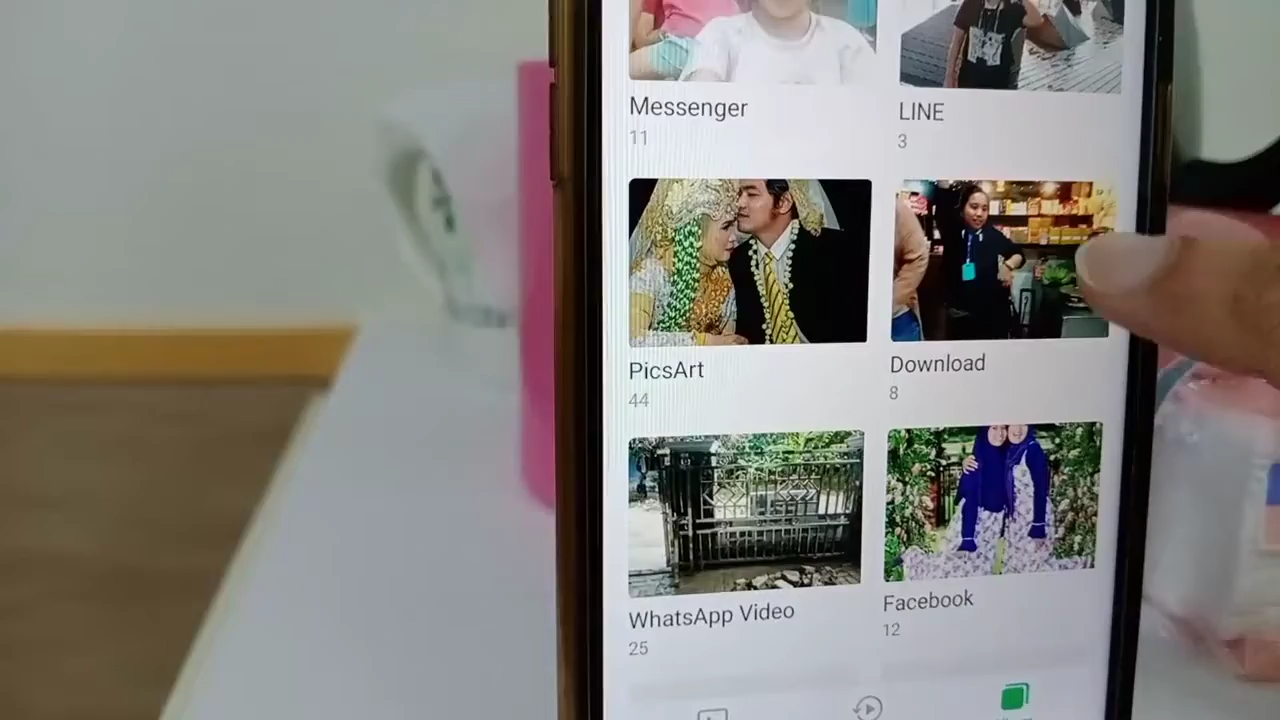 Messenger
LINE
11
3
PicsArt
Download
44
8
WhatsApp Video
Facebook
25
12